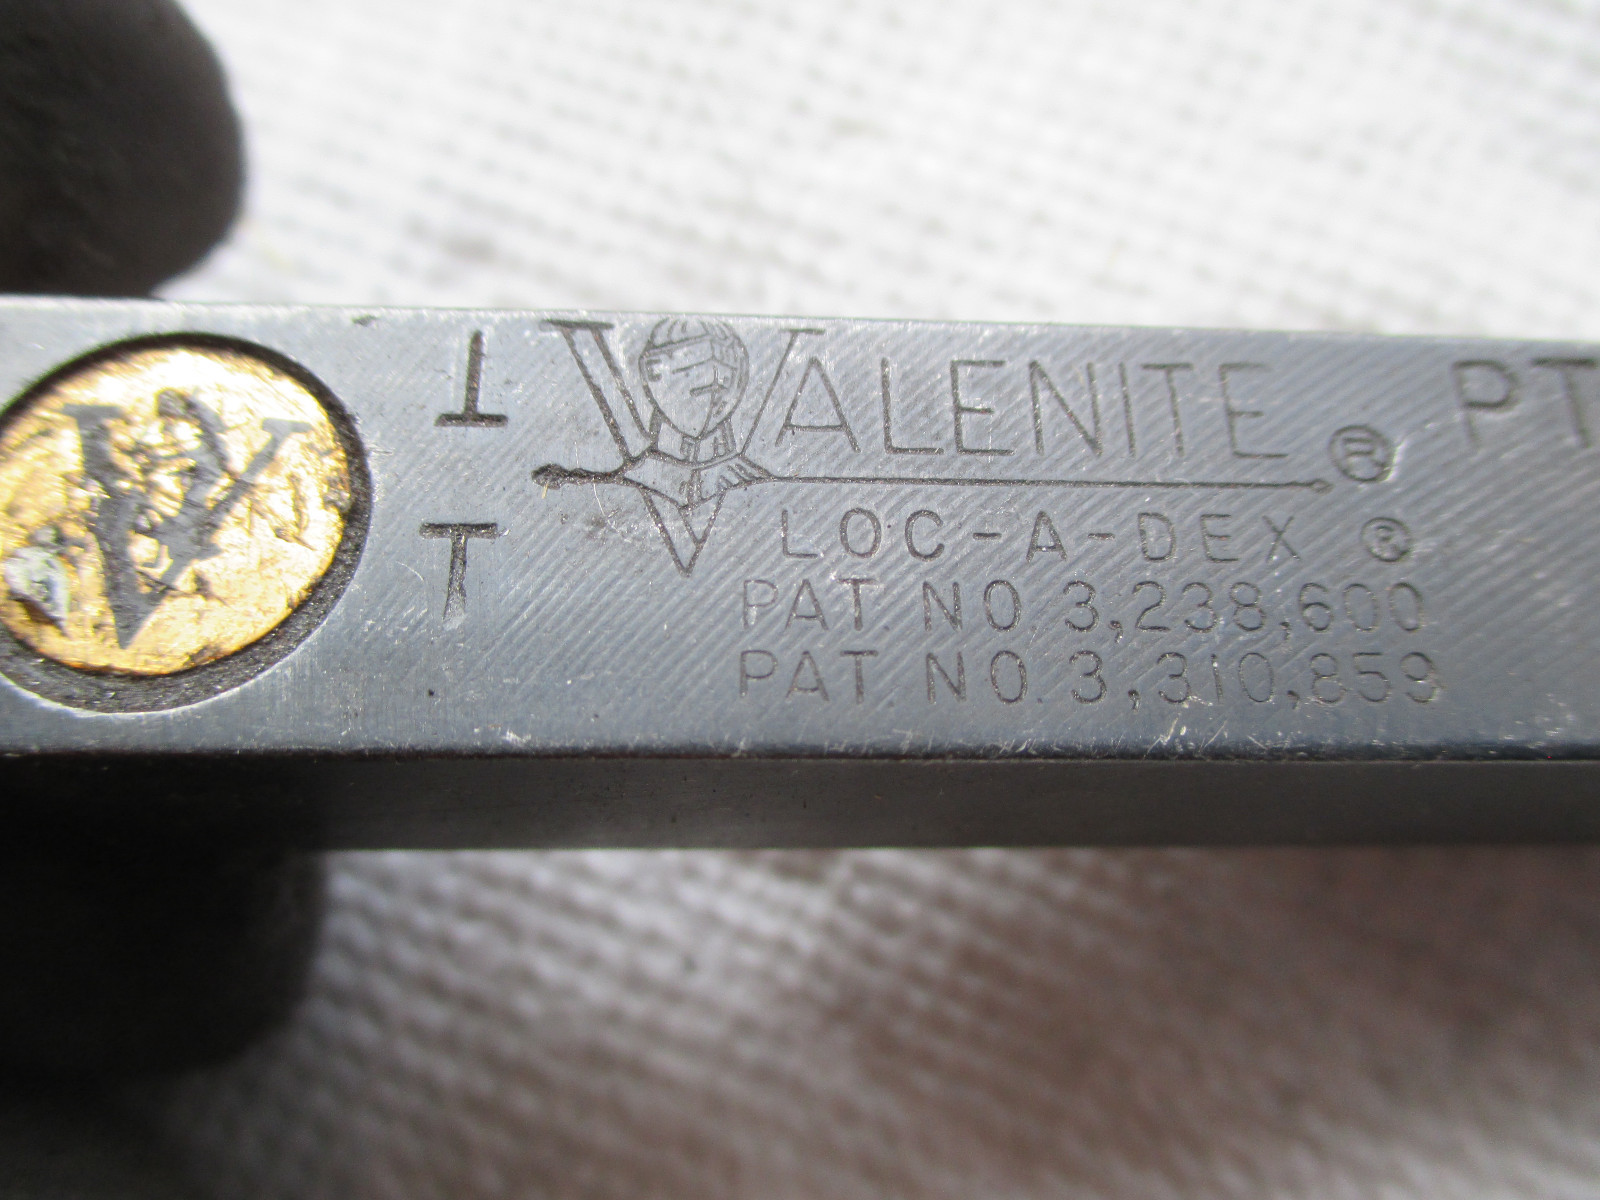 V
T
T
VALENITE ® PT
LOC-A-DEX ®
PAT. NO 3,238,600
PAT NO. 3,310,859